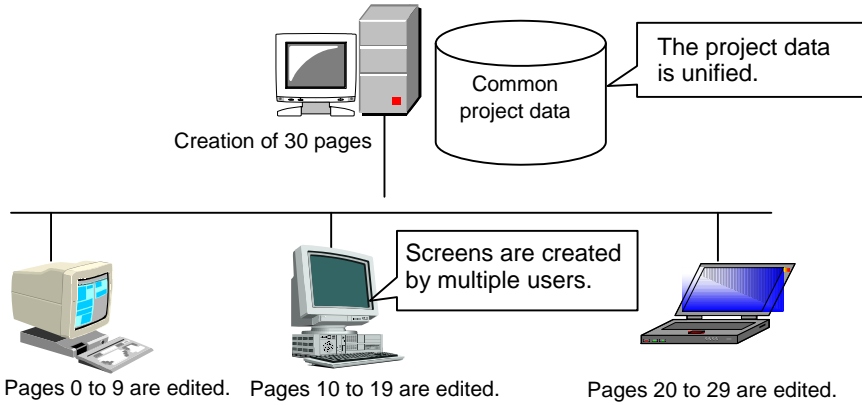 The project data
is unified.
Common
project data
Creation of 30 pages
Screens are created
by multiple users.
Pages 0 to 9 are edited.
Pages 10 to 19 are edited.
Pages 20 to 29 are edited.